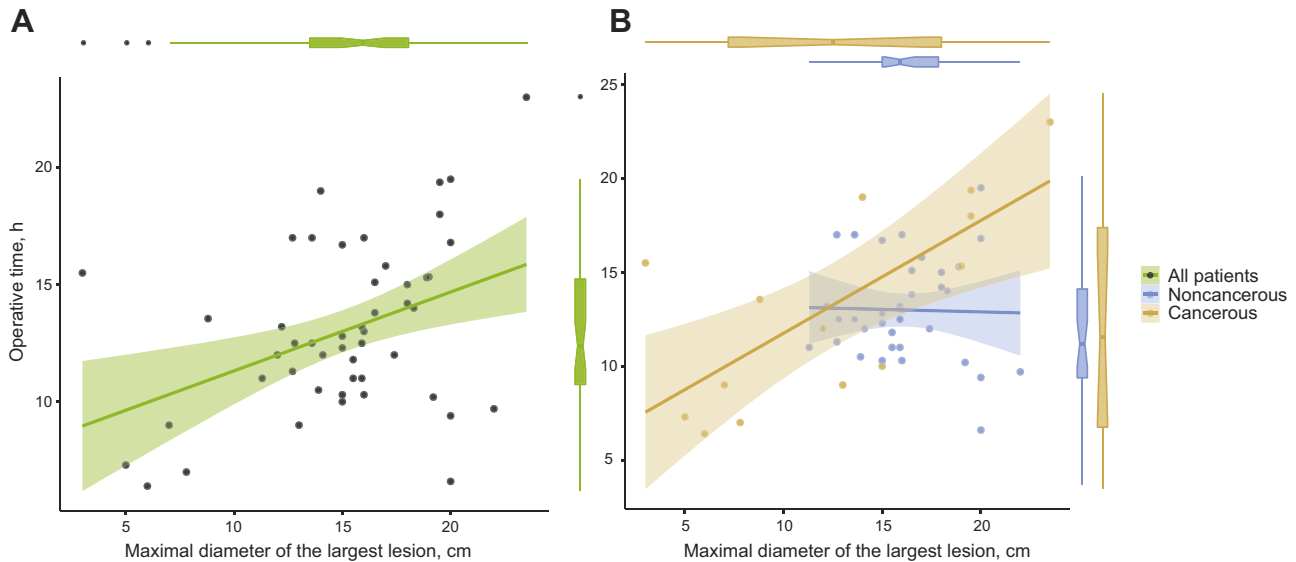 A
B
Operative time, h
20
15
10
5
10
15
20
Maximal diameter of the largest lesion, cm
25
20
15
10
5
5
10
15
20
Maximal diameter of the largest lesion, cm
All patients
Noncancerous
Cancerous